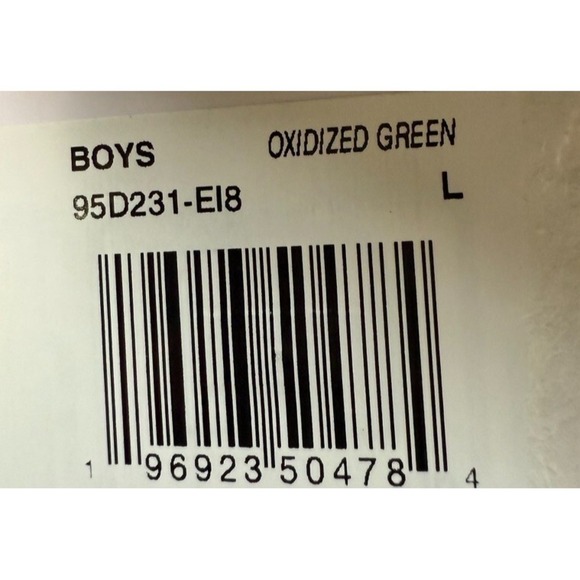 BOYS OXIDIZED GREEN
95D231-EI8 L
1 96923 50478 4